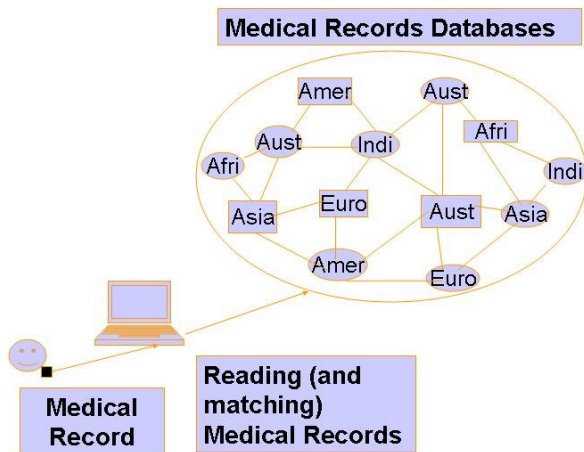 Medical Records Databases
Amer
Aust
Afri
Aust
Indi
Afri
Indi
Euro
Asia
Aust
Asia
Amer
Euro
Reading (and
matching)
Medical Records
Medical
Record